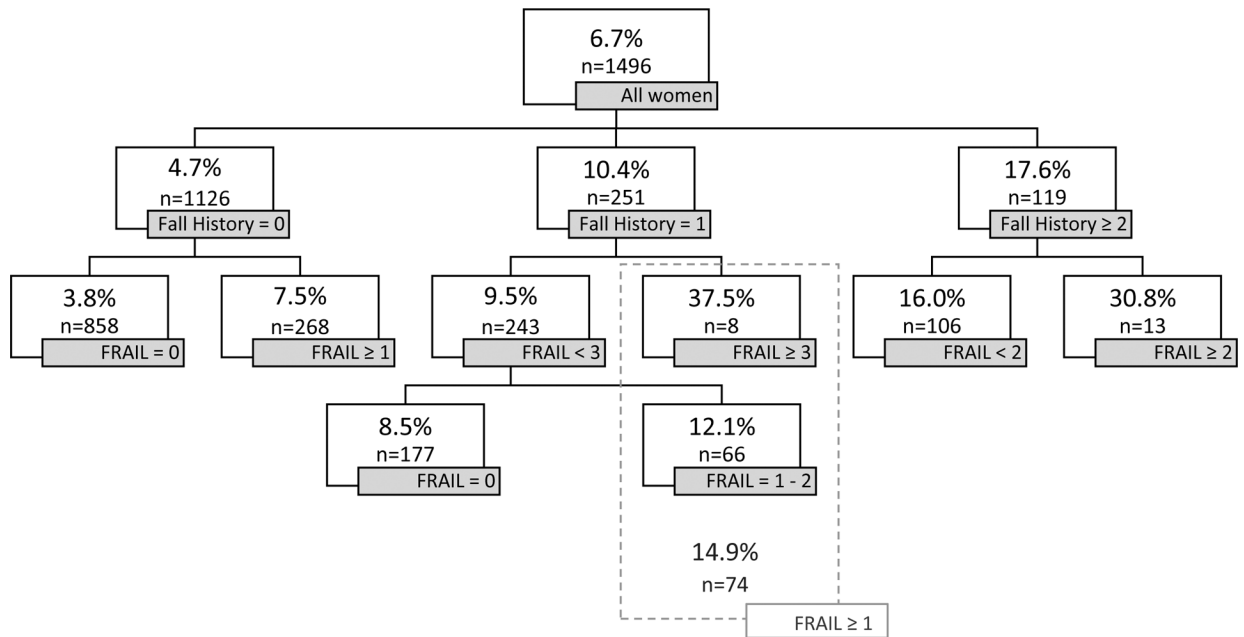 6.7%
n=1496
All women
4.7%
n=1126
Fall History = 0
10.4%
n=251
Fall History = 1
17.6%
n=119
Fall History ≥ 2
3.8%
n=858
FRAIL = 0
7.5%
n=268
FRAIL ≥ 1
9.5%
n=243
FRAIL < 3
37.5%
n=8
FRAIL ≥ 3
16.0%
n=106
FRAIL < 2
30.8%
n=13
FRAIL ≥ 2
8.5%
n=177
FRAIL = 0
12.1%
n=66
FRAIL = 1 - 2
14.9%
n=74
FRAIL ≥ 1